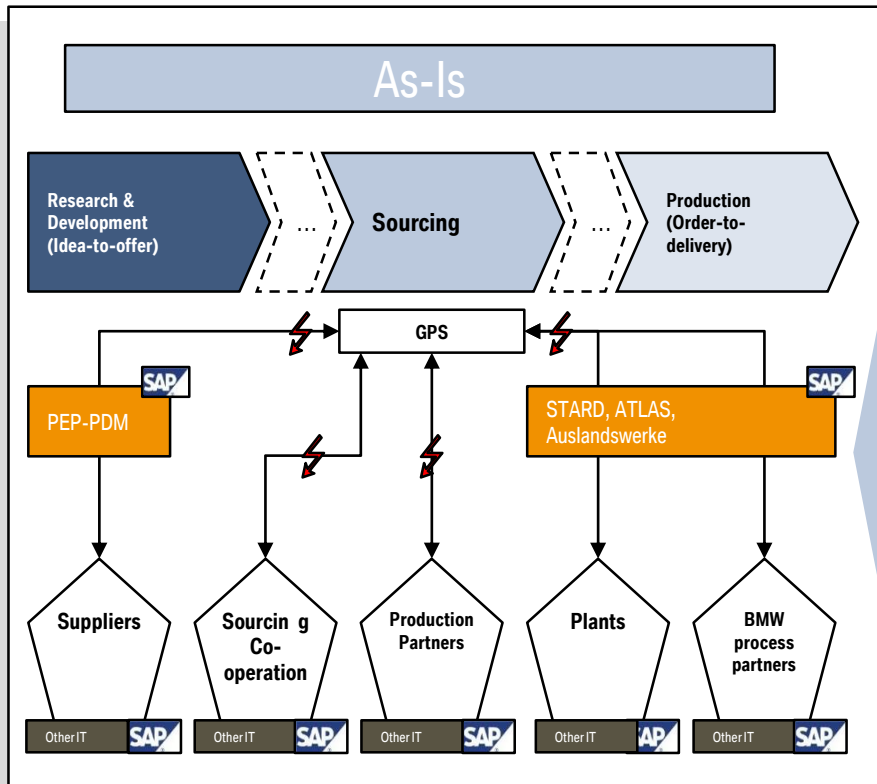 As-Is
Research &
Development
(Idea-to-offer)
...
Sourcing
...
Production
(Order-to-
delivery)
GPS
SAP
PEP-PDM
SAP
STARD, ATLAS,
Auslandswerke
Suppliers
Sourcin g
Co-
operation
Production
Partners
Plants
BMW
process
partners
Other IT
SAP
Other IT
SAP
Other IT
SAP
Other IT
SAP
Other IT
SAP